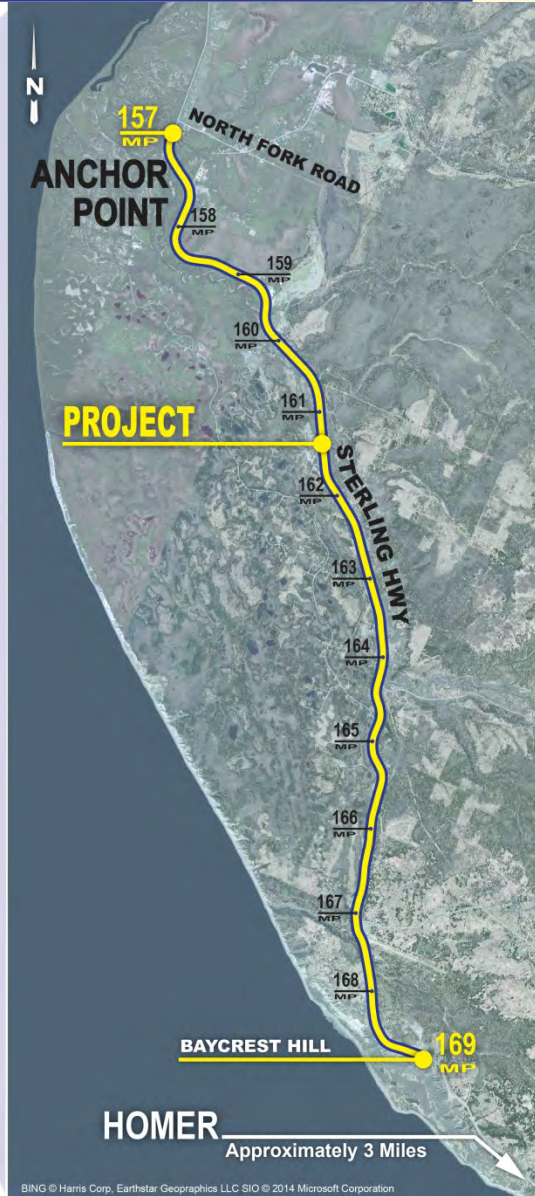 N
157
MP
NORTH FORK ROAD
ANCHOR
POINT
158
MP
159
MP
160
MP
161
MP
PROJECT
STERLING HWY
162
MP
163
MP
164
MP
165
MP
166
MP
167
MP
168
MP
BAYCREST HILL
169
MP
HOMER
Approximately 3 Miles
BING © Harris Corp, Earthstar Geographics LLC SIO © 2014 Microsoft Corporation